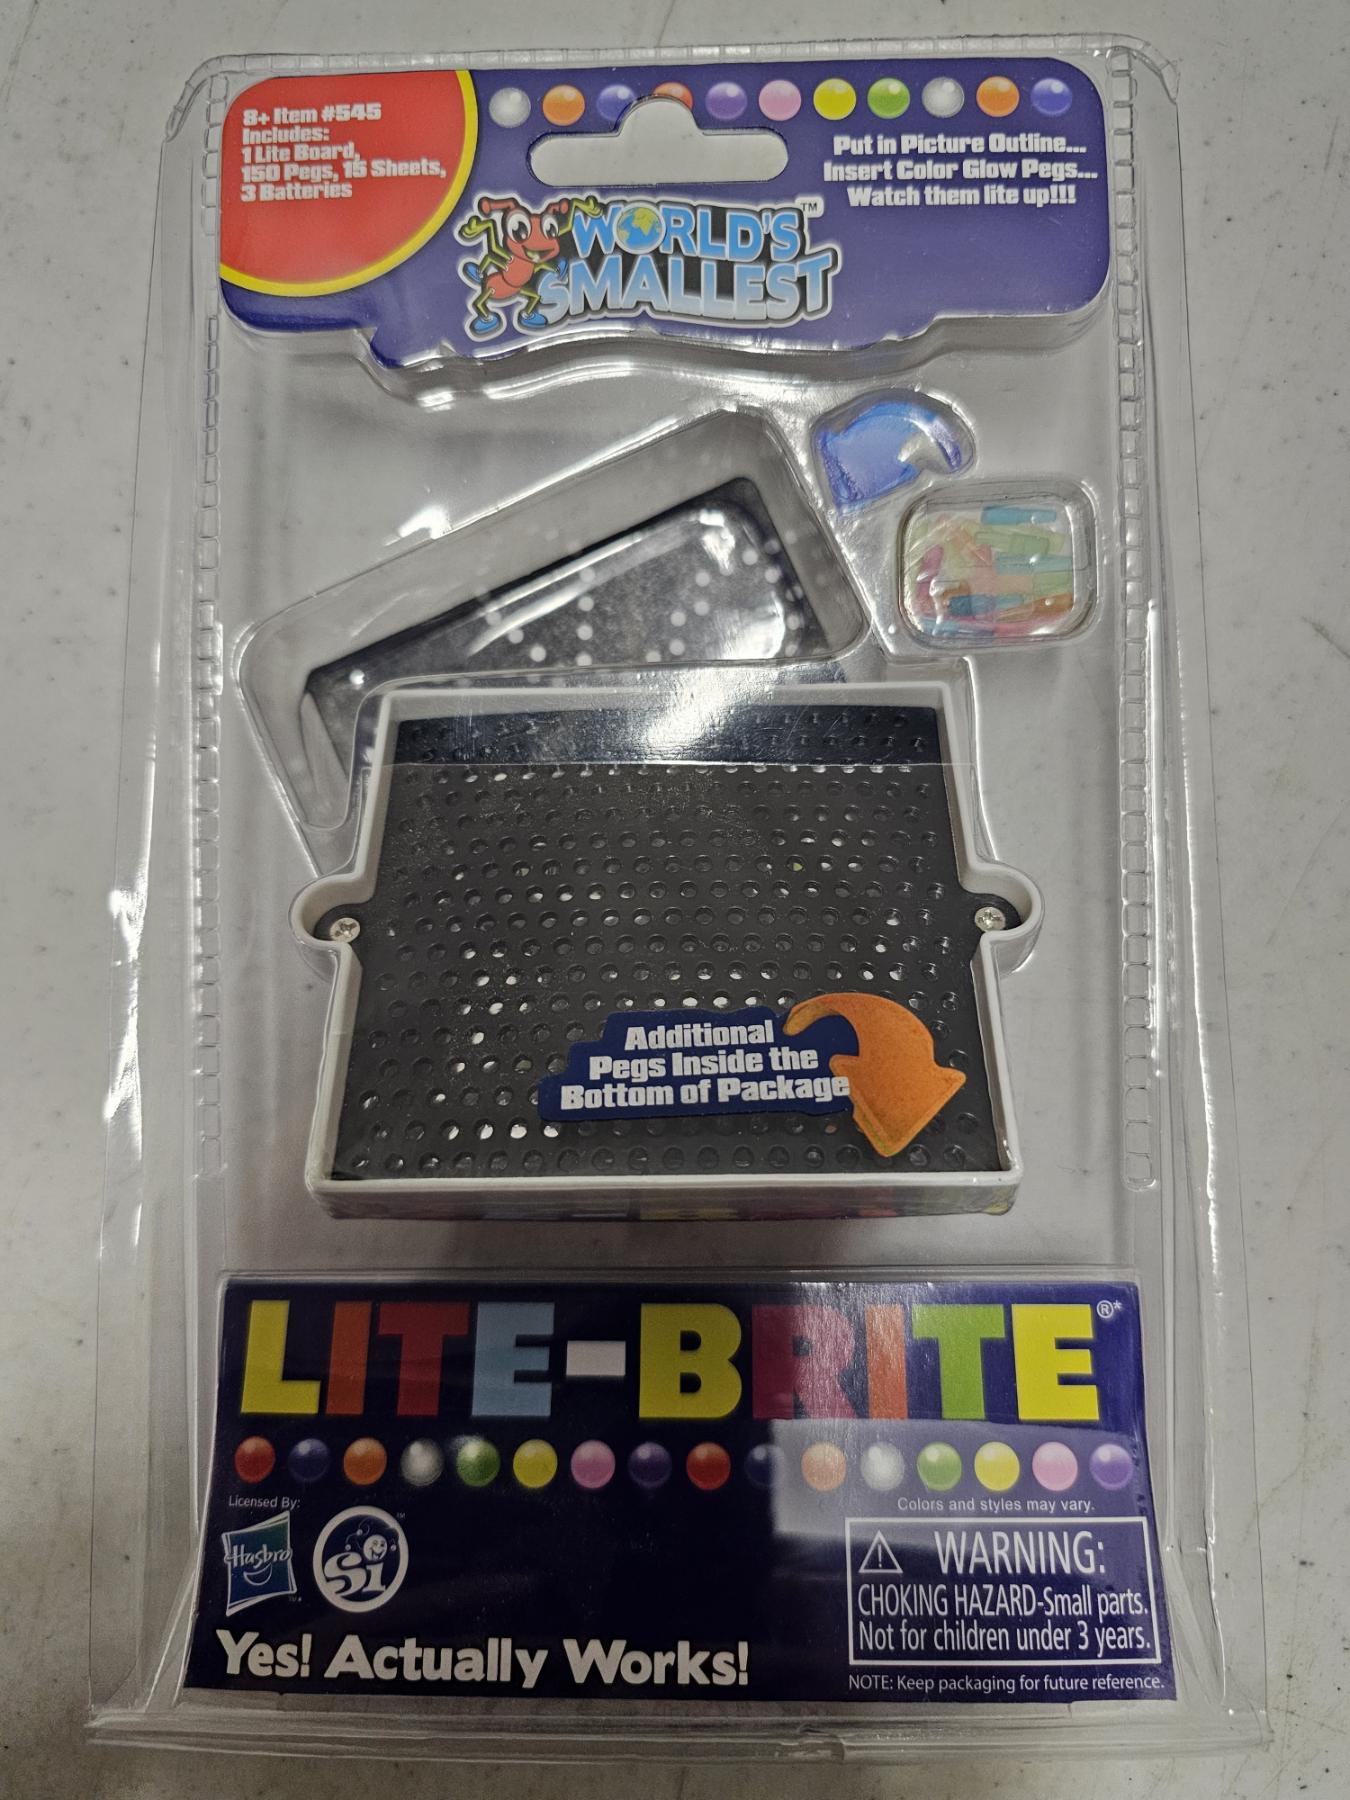 8+ Item #545
Includes:
1 Lite Board,
150 Pegs, 15 Sheets,
3 Batteries
Put in Picture Outline...
Insert Color Glow Pegs...
Watch them lite up!!!
WORLD'S™
SMALLEST
Additional
Pegs Inside the
Bottom of Package
LITE-BRITE®*
Licensed By:
Colors and styles may vary.
Hasbro
Si™
⚠ WARNING:
CHOKING HAZARD-Small parts.
Not for children under 3 years.
Yes! Actually Works!
NOTE: Keep packaging for future reference.